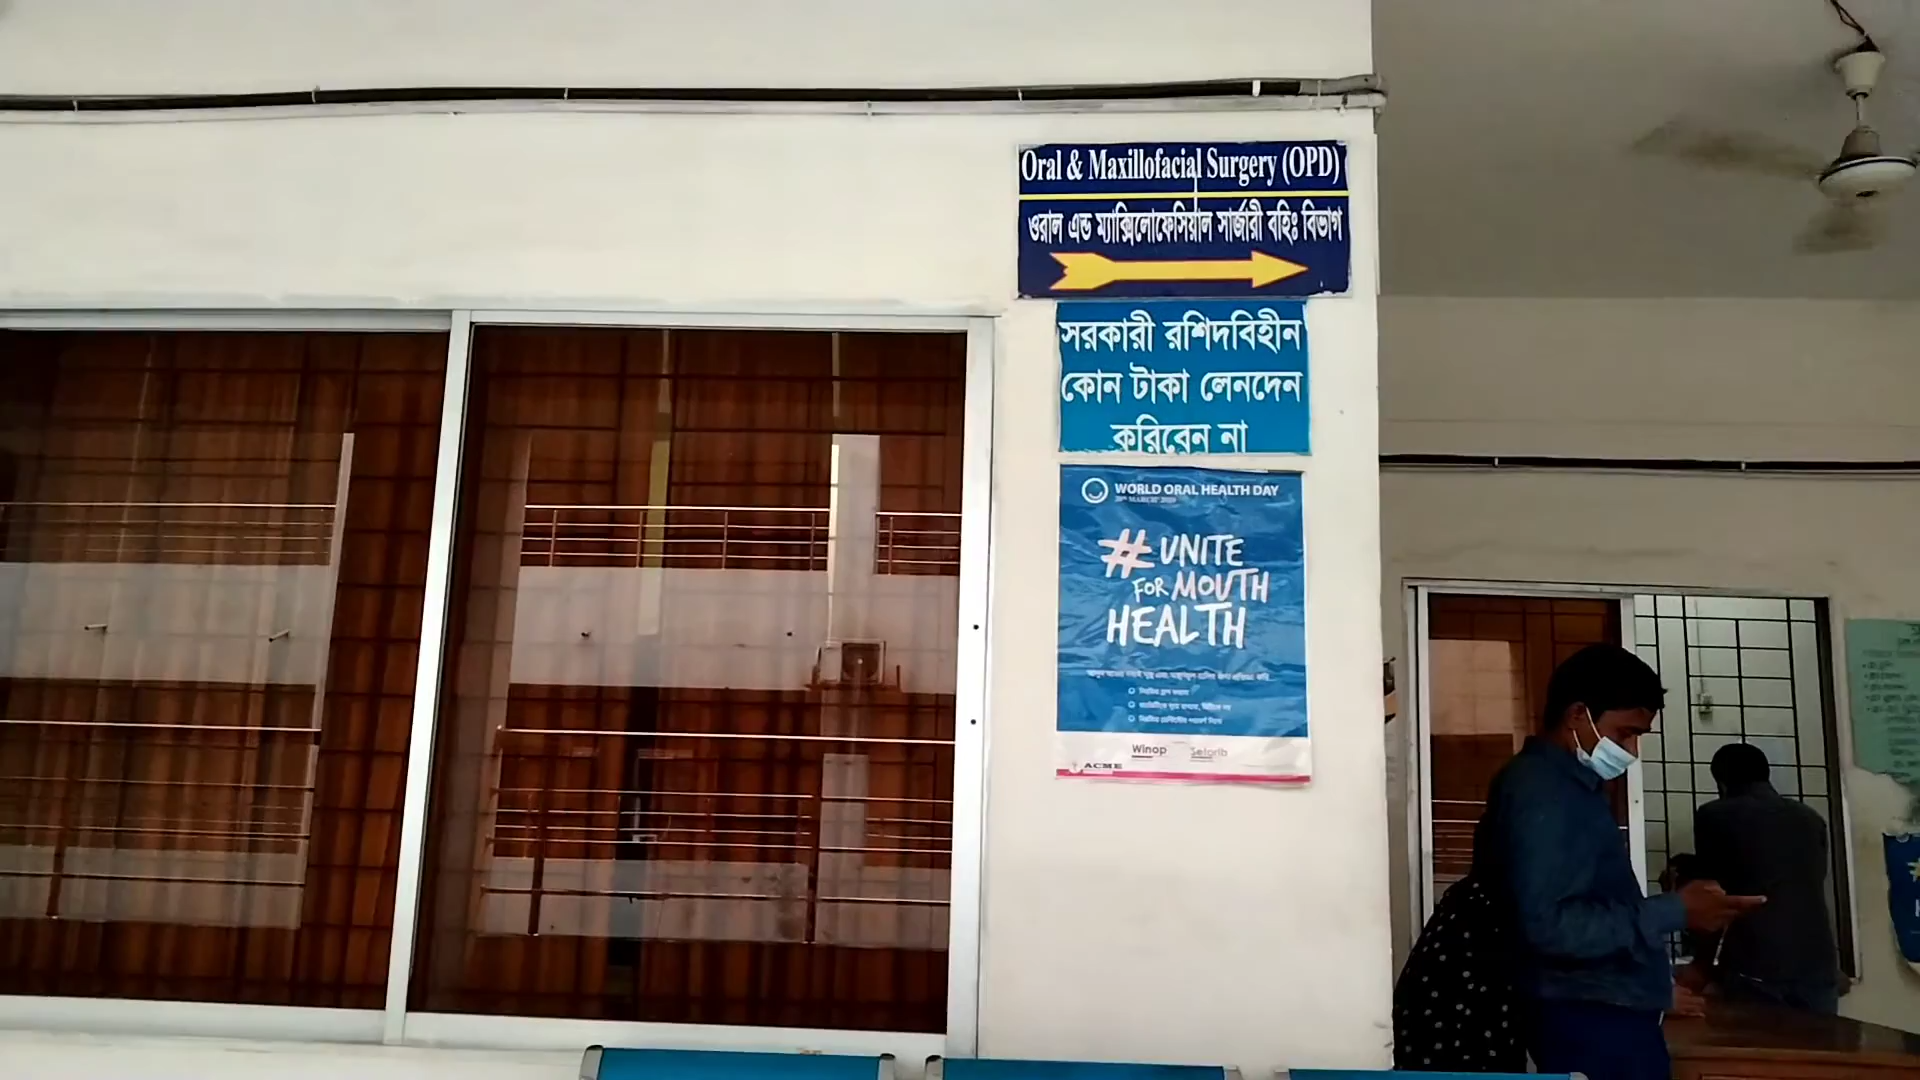 Oral & Maxillofacial Surgery (OPD)
ওরাল এন্ড ম্যাক্সিলোফেসিয়াল সার্জারী বহিঃ বিভাগ
সরকারী রশিদবিহীন
কোন টাকা লেনদেন
করিবেন না
WORLD ORAL HEALTH DAY
# UNITE
FOR MOUTH
HEALTH
Winop
ACME